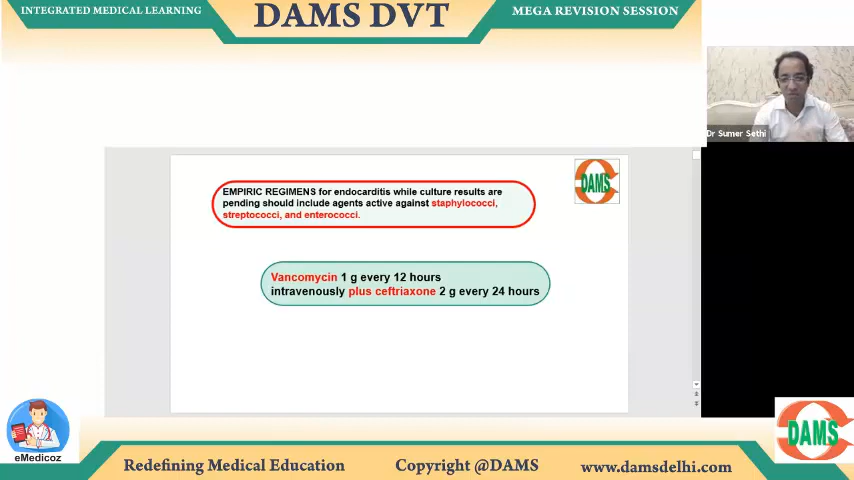 INTEGRATED MEDICAL LEARNING
DAMS DVT
MEGA REVISION SESSION
Dr Sumer Sethi
DAMS
EMPIRIC REGIMENS for endocarditis while culture results are
pending should include agents active against staphylococci,
streptococci, and enterococci.
Vancomycin 1 g every 12 hours
intravenously plus ceftriaxone 2 g every 24 hours
eMedicoz
DAMS
Redefining Medical Education
Copyright @DAMS
www.damsdelhi.com